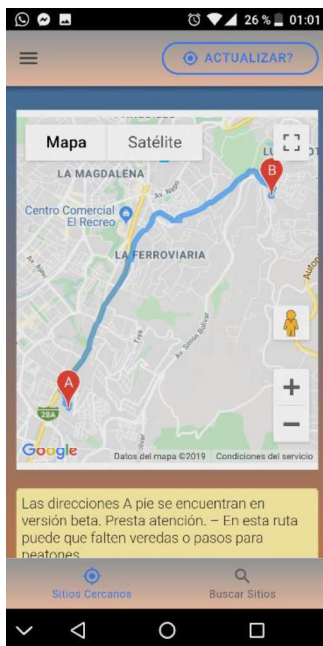 26 % 01:01
ACTUALIZAR?
Mapa Satélite
LA MAGDALENA
Av. Napo
Centro Comercial
El Recreo
LA FERROVIARIA
Av. Simón Bolívar
28A
Google
Datos del mapa ©2019 Condiciones del servicio
A
B
Las direcciones A pie se encuentran en
versión beta. Presta atención. – En esta ruta
puede que falten veredas o pasos para
peatones
Sitios Cercanos Buscar Sitios